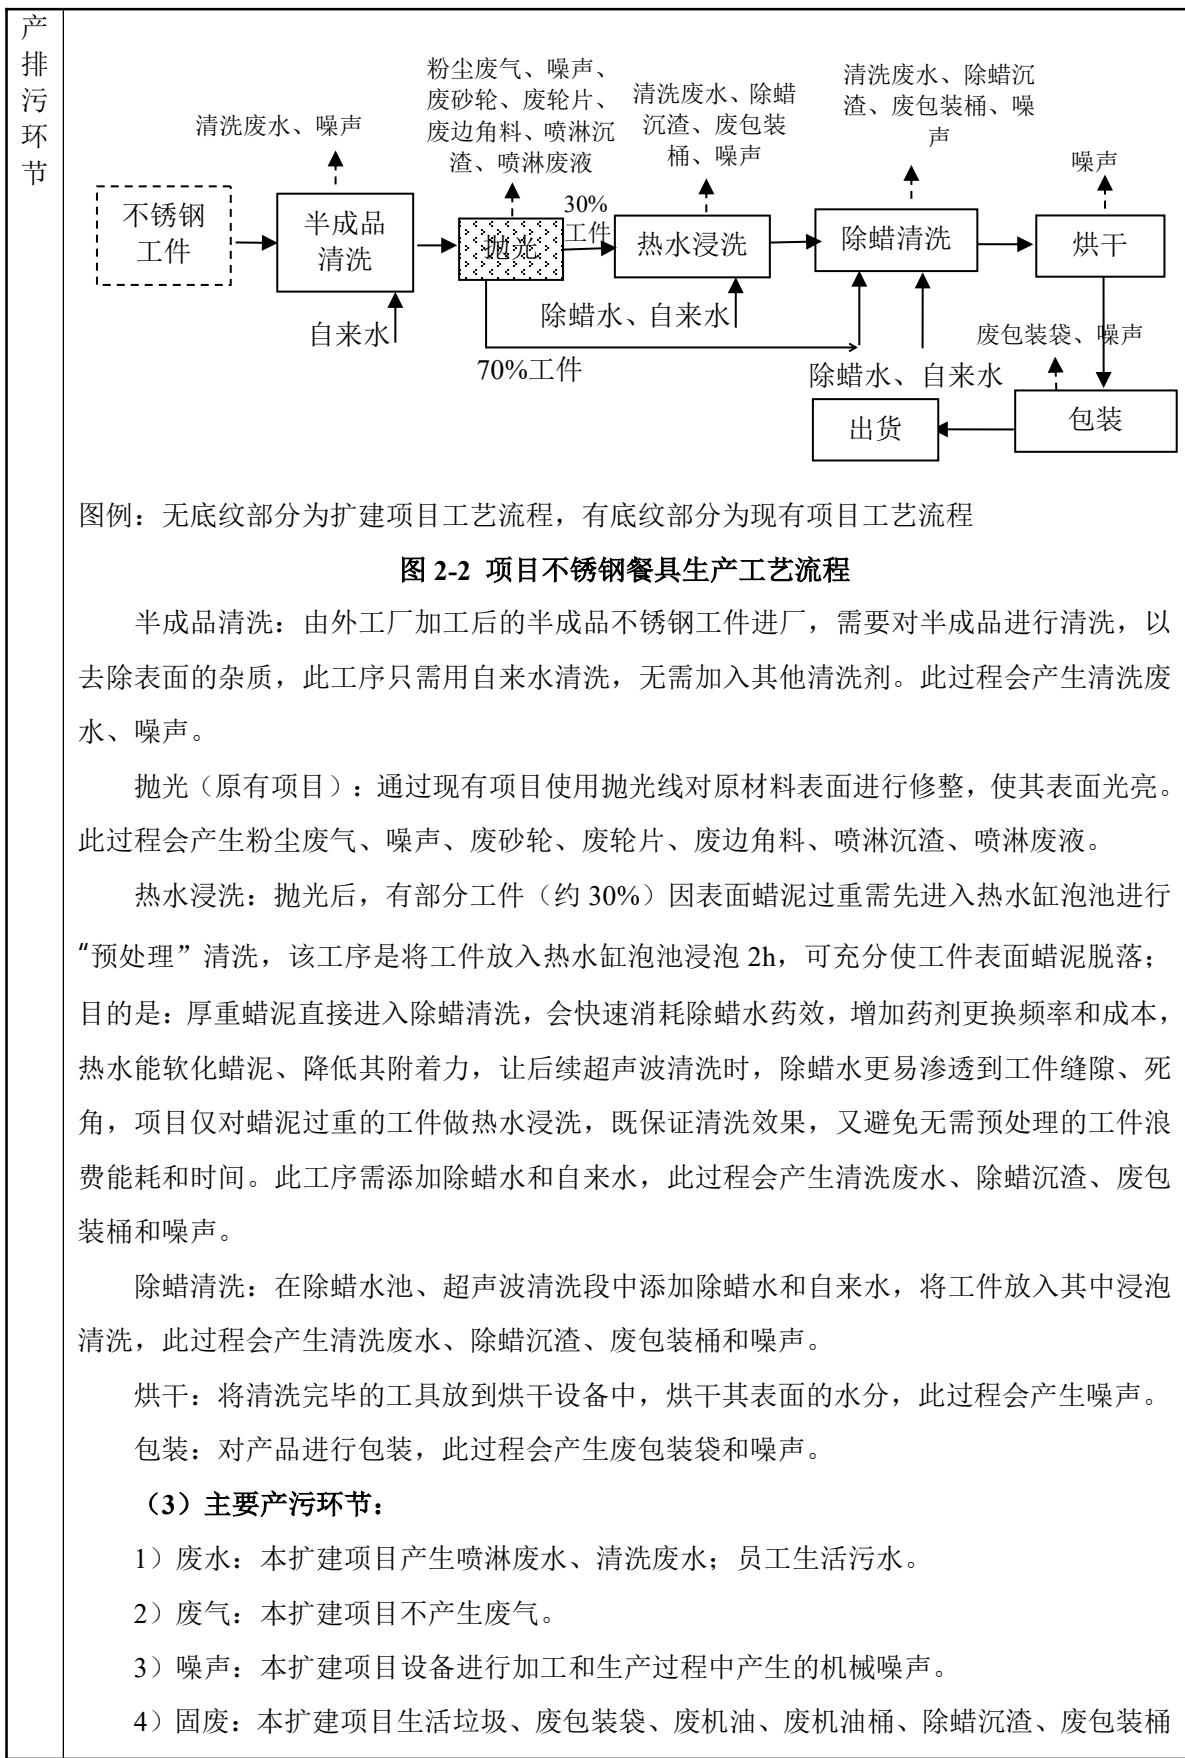 产
排
污
环
节
粉尘废气、噪声、
废砂轮、废轮片、
废边角料、喷淋沉
渣、喷淋废液
清洗废水、噪声
清洗废水、除蜡
沉渣、废包装
桶、噪声
清洗废水、除蜡沉
渣、废包装桶、噪
声
噪声
不锈钢
工件
半成品
清洗
抛光
30%
工件
热水浸洗
除蜡清洗
烘干
自来水
除蜡水、自来水
70%工件
除蜡水、自来水
废包装袋、噪声
出货
包装
图例：无底纹部分为扩建项目工艺流程，有底纹部分为现有项目工艺流程
图 2-2 项目不锈钢餐具生产工艺流程
半成品清洗：由外工厂加工后的半成品不锈钢工件进厂，需要对半成品进行清洗，以
去除表面的杂质，此工序只需用自来水清洗，无需加入其他清洗剂。此过程会产生清洗废
水、噪声。
抛光（原有项目）：通过现有项目使用抛光线对原材料表面进行修整，使其表面光亮。
此过程会产生粉尘废气、噪声、废砂轮、废轮片、废边角料、喷淋沉渣、喷淋废液。
热水浸洗：抛光后，有部分工件（约 30%）因表面蜡泥过重需先进入热水缸泡池进行
“预处理”清洗，该工序是将工件放入热水缸泡池浸泡 2h，可充分使工件表面蜡泥脱落；
目的是：厚重蜡泥直接进入除蜡清洗，会快速消耗除蜡水药效，增加药剂更换频率和成本，
热水能软化蜡泥、降低其附着力，让后续超声波清洗时，除蜡水更易渗透到工件缝隙、死
角，项目仅对蜡泥过重的工件做热水浸洗，既保证清洗效果，又避免无需预处理的工件浪
费能耗和时间。此工序需添加除蜡水和自来水，此过程会产生清洗废水、除蜡沉渣、废包
装桶和噪声。
除蜡清洗：在除蜡水池、超声波清洗段中添加除蜡水和自来水，将工件放入其中浸泡
清洗，此过程会产生清洗废水、除蜡沉渣、废包装桶和噪声。
烘干：将清洗完毕的工具放到烘干设备中，烘干其表面的水分，此过程会产生噪声。
包装：对产品进行包装，此过程会产生废包装袋和噪声。
（3）主要产污环节：
1）废水：本扩建项目产生喷淋废水、清洗废水；员工生活污水。
2）废气：本扩建项目不产生废气。
3）噪声：本扩建项目设备进行加工和生产过程中产生的机械噪声。
4）固废：本扩建项目生活垃圾、废包装袋、废机油、废机油桶、除蜡沉渣、废包装桶